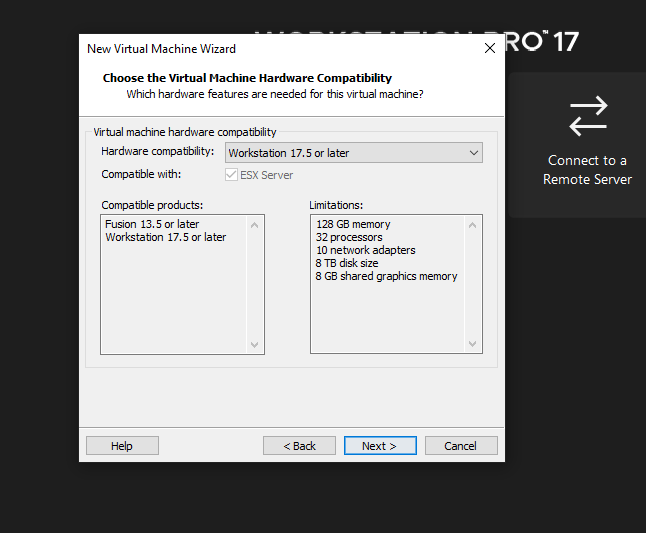 WORKSTATION PRO™ 17
New Virtual Machine Wizard
Choose the Virtual Machine Hardware Compatibility
Which hardware features are needed for this virtual machine?
Virtual machine hardware compatibility
Hardware compatibility: Workstation 17.5 or later
Compatible with: ESX Server
Compatible products:
Fusion 13.5 or later
Workstation 17.5 or later
Limitations:
128 GB memory
32 processors
10 network adapters
8 TB disk size
8 GB shared graphics memory
Help
< Back
Next >
Cancel
Connect to a
Remote Server